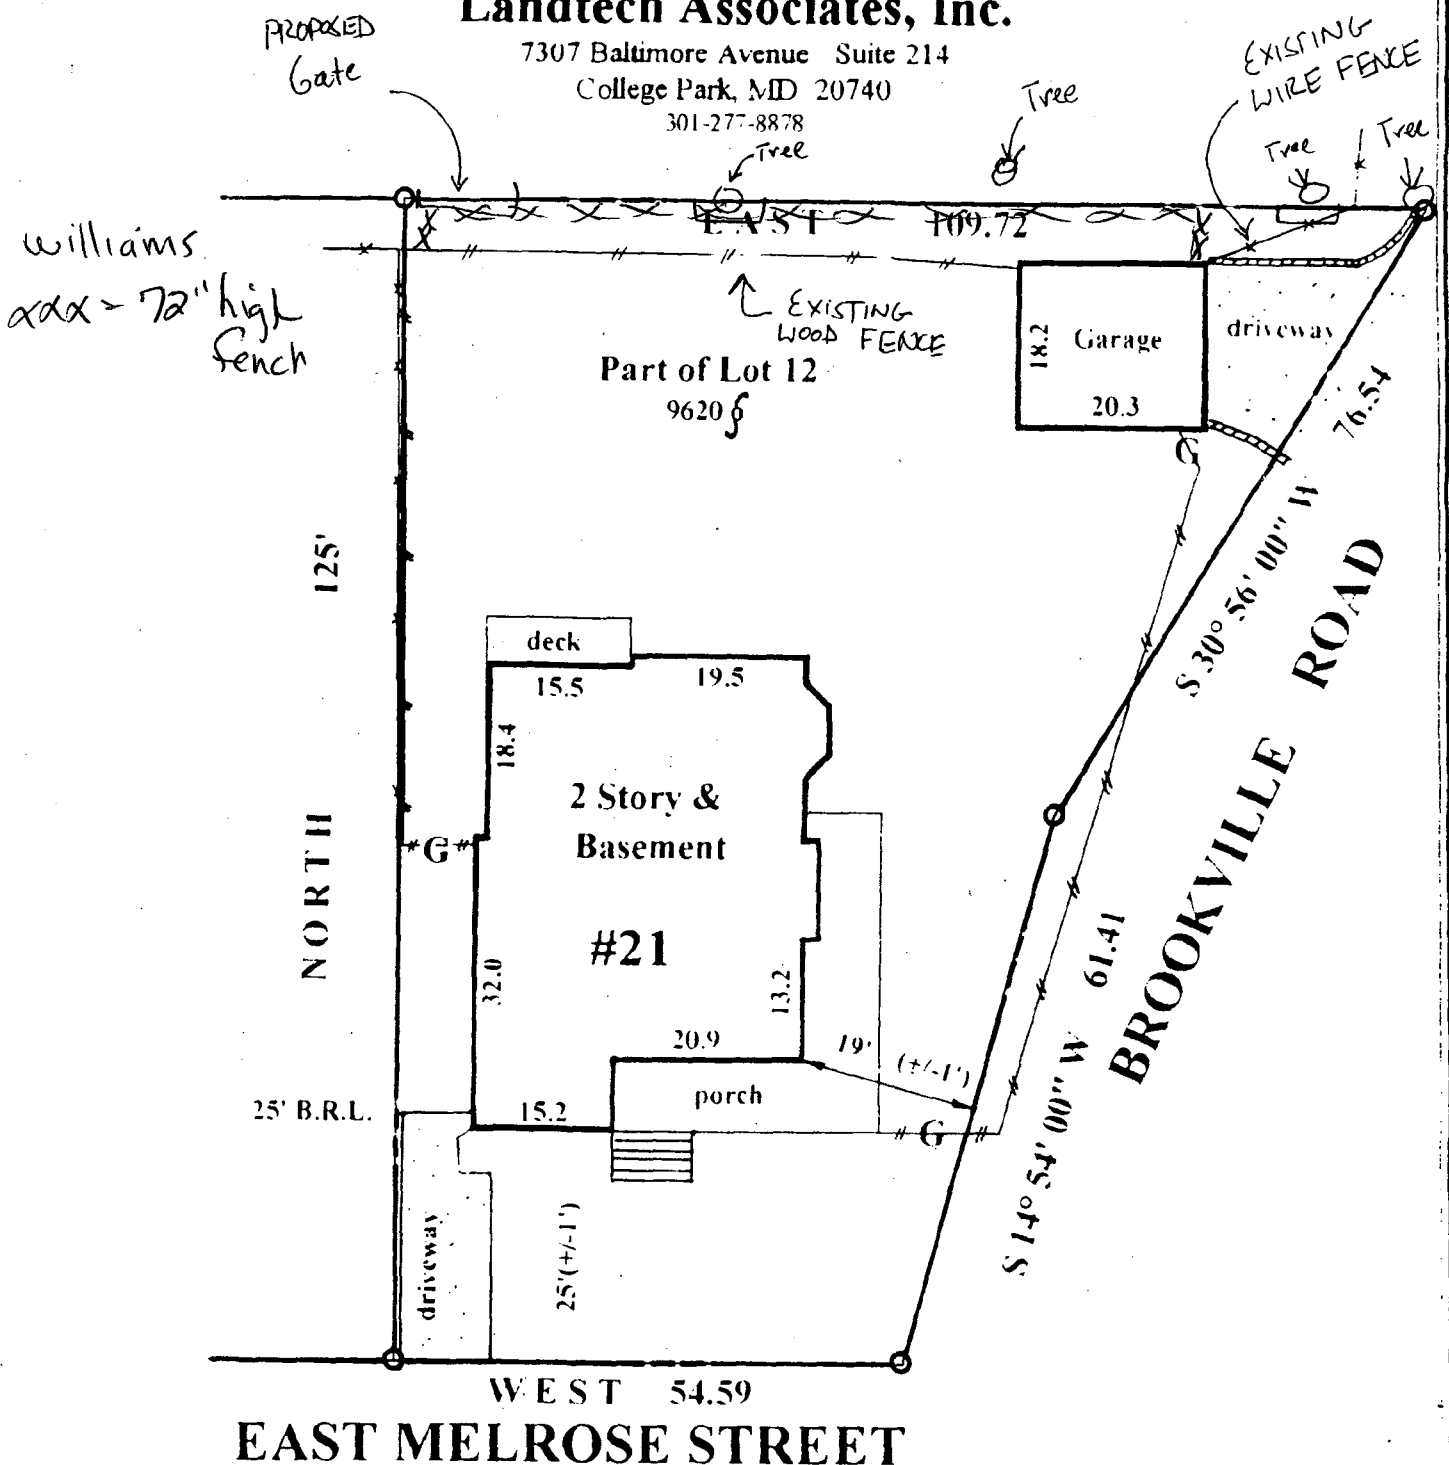 Landtech Associates, Inc.
7307 Baltimore Avenue Suite 214
College Park, MD 20740
301-277-8878
PROPOSED
Gate
Tree
Tree
EXISTING
WIRE FENCE
Tree
Tree
EAST 109.72
Williams
xxx = 72" high
fench
EXISTING
WOOD FENCE
Part of Lot 12
9620
18.2
Garage
20.3
driveway
76.54
G
S 30° 56' 00" W
125'
NORTH
deck
15.5
19.5
18.4
2 Story &
Basement
G
#21
32.0
13.2
20.9
19'
(+/-1')
61.41
BROOKVILLE ROAD
25' B.R.L.
15.2
porch
G
S 14° 54' 00" W
driveway
25'(+/-1')
WEST 54.59
EAST MELROSE STREET